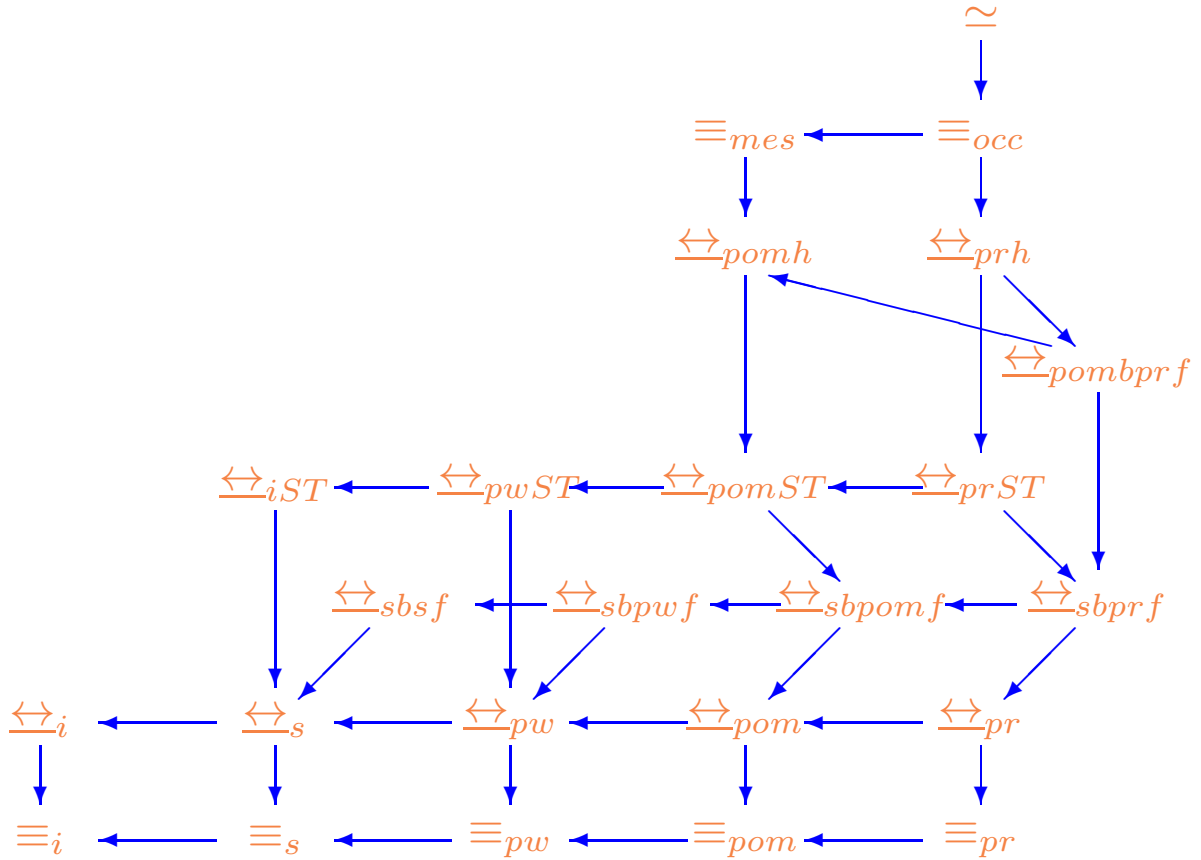 ≃
≡mes ≡occ
↔pomh ↔prh
↔pombprf
↔iST ↔pwST ↔pomST ↔prST
↔sbsf ↔sbpwf ↔sbpomf ↔sbprf
↔i ↔s ↔pw ↔pom ↔pr
≡i ≡s ≡pw ≡pom ≡pr